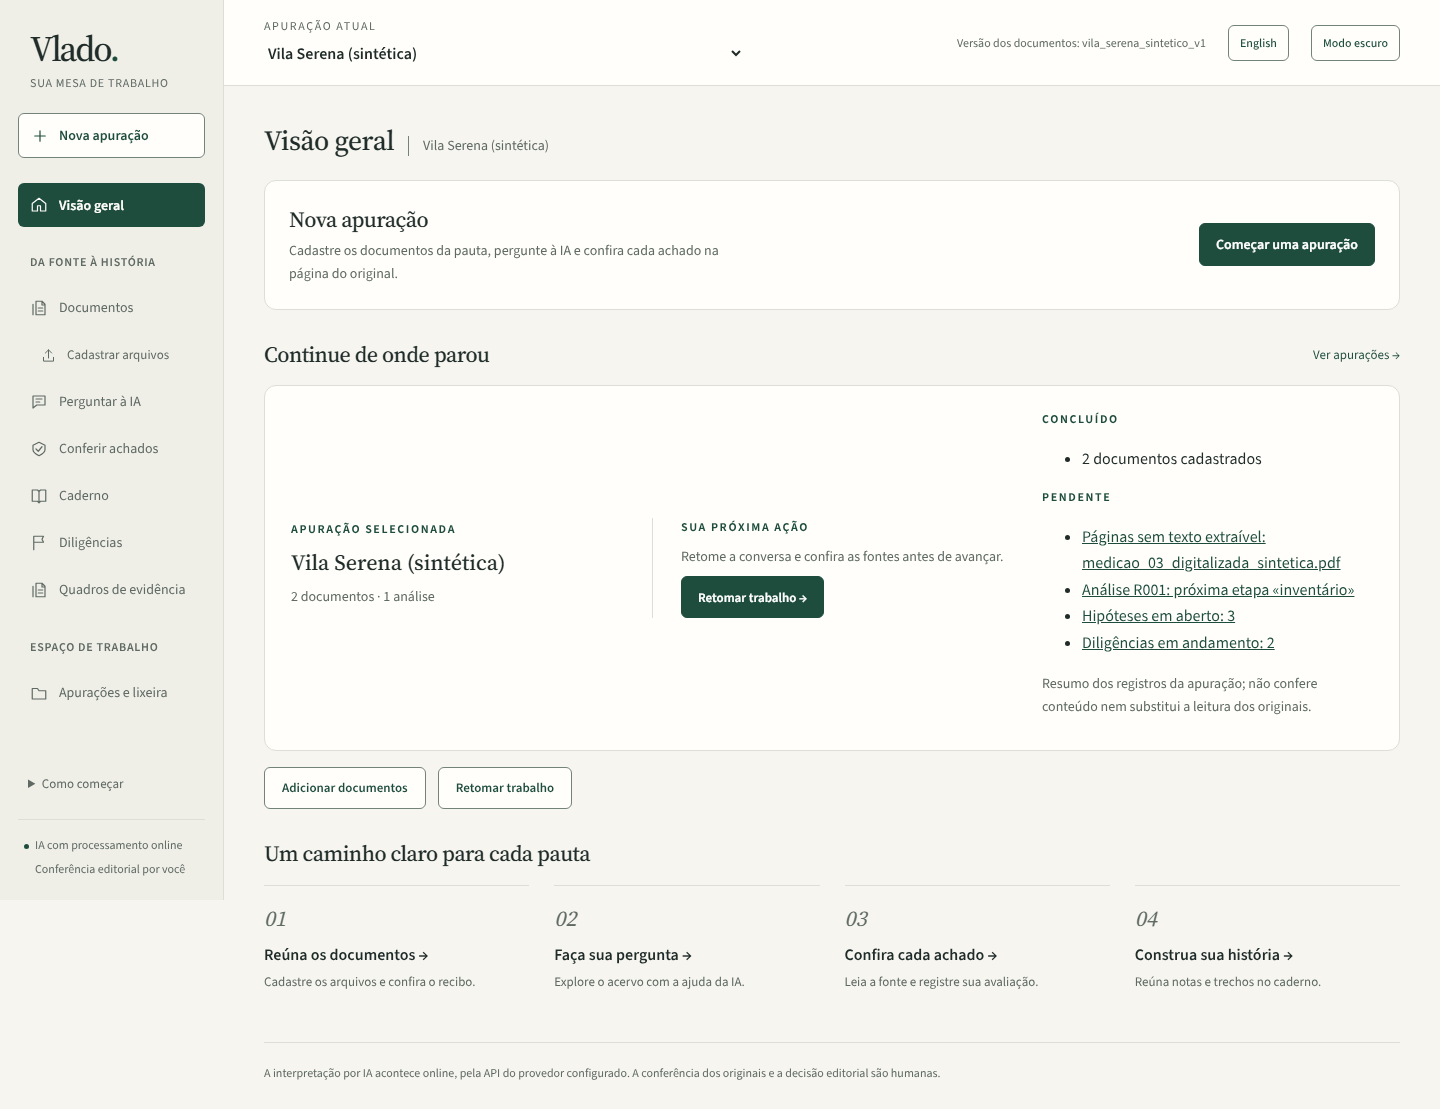 Vlado.
SUA MESA DE TRABALHO
Nova apuração
Visão geral
DA FONTE À HISTÓRIA
Documentos
Cadastrar arquivos
Perguntar à IA
Conferir achados
Caderno
Diligências
Quadros de evidência
ESPAÇO DE TRABALHO
Apurações e lixeira
Como começar
IA com processamento online
Conferência editorial por você
APURAÇÃO ATUAL
Vila Serena (sintética)
Versão dos documentos: vila_serena_sintetico_v1
English
Modo escuro
Visão geral
Vila Serena (sintética)
Nova apuração
Cadastre os documentos da pauta, pergunte à IA e confira cada achado na
página do original.
Começar uma apuração
Continue de onde parou
Ver apurações →
APURAÇÃO SELECIONADA
Vila Serena (sintética)
2 documentos · 1 análise
SUA PRÓXIMA AÇÃO
Retome a conversa e confira as fontes antes de avançar.
Retomar trabalho →
CONCLUÍDO
• 2 documentos cadastrados
PENDENTE
• Páginas sem texto extraível:
medicao_03_digitalizada_sintetica.pdf
• Análise R001: próxima etapa «inventário»
• Hipóteses em aberto: 3
• Diligências em andamento: 2
Resumo dos registros da apuração; não confere
conteúdo nem substitui a leitura dos originais.
Adicionar documentos
Retomar trabalho
Um caminho claro para cada pauta
01
Reúna os documentos →
Cadastre os arquivos e confira o recibo.
02
Faça sua pergunta →
Explore o acervo com a ajuda da IA.
03
Confira cada achado →
Leia a fonte e registre sua avaliação.
04
Construa sua história →
Reúna notas e trechos no caderno.
A interpretação por IA acontece online, pela API do provedor configurado. A conferência dos originais e a decisão editorial são humanas.